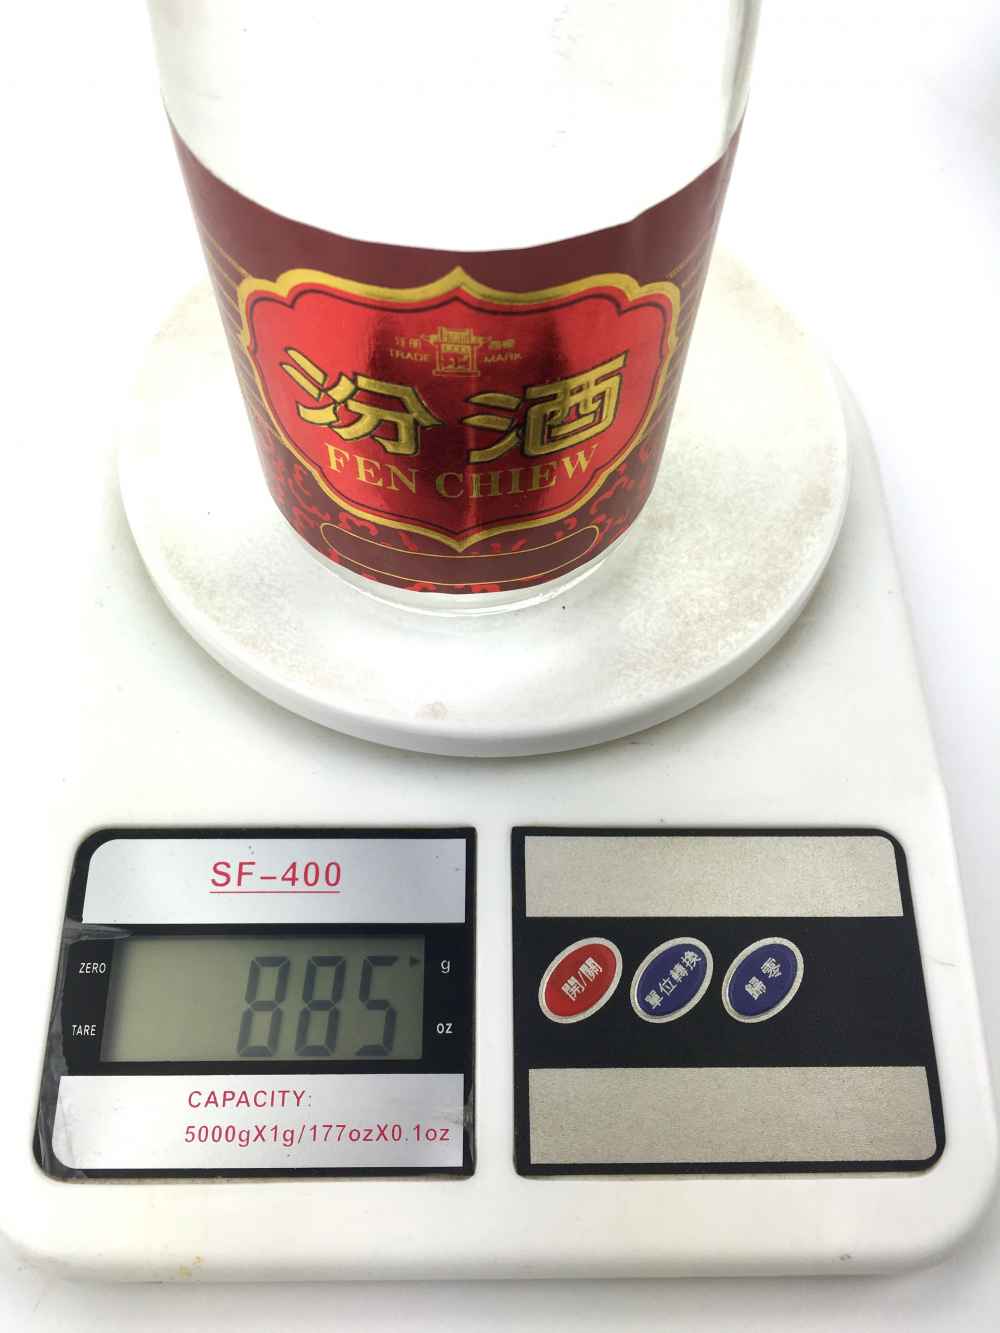 TRADE MARK
汾酒
FEN CHIEW
SF-400
ZERO
TARE
885
g
oz
CAPACITY:
5000gX1g/177ozX0.1oz
開/關
單位轉換
歸零